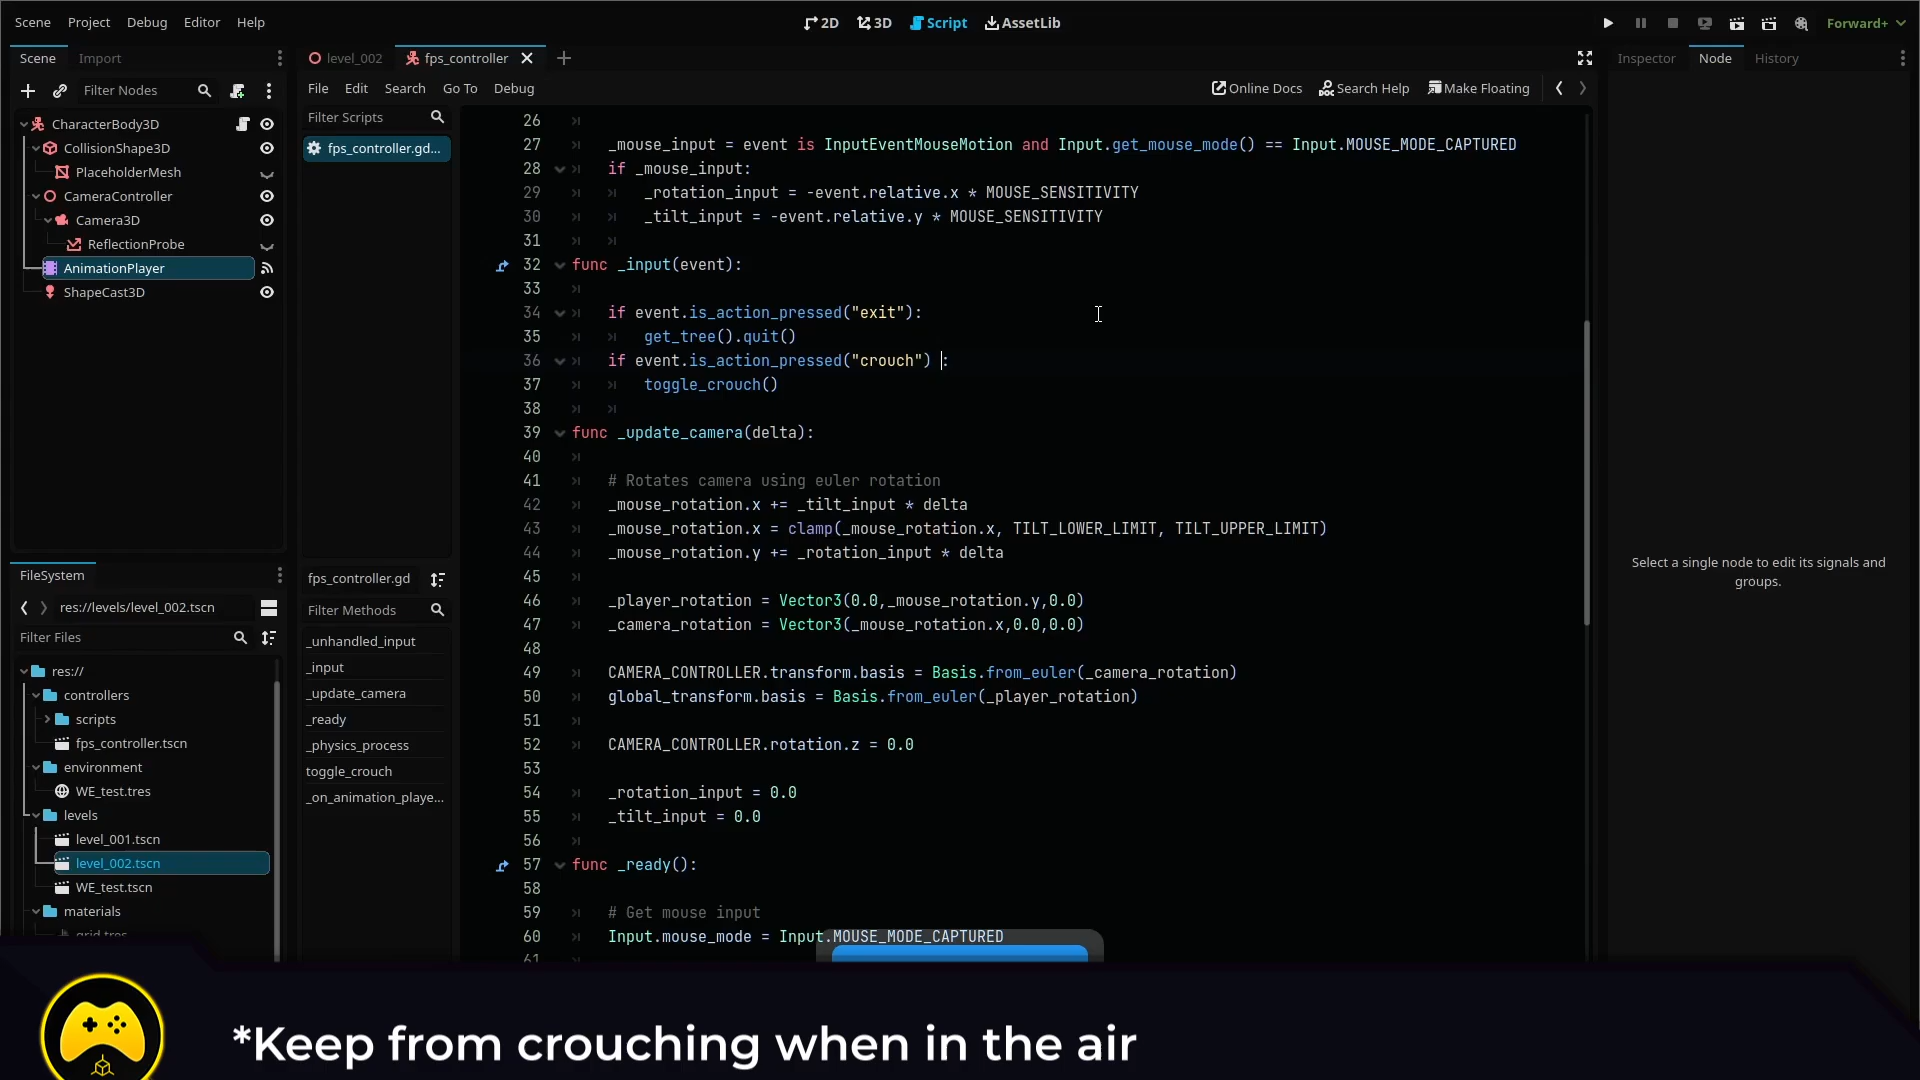 Scene Project Debug Editor Help
2D 3D Script AssetLib
Forward+
Scene Import
level_002 fps_controller
Inspector Node History
Filter Nodes
File Edit Search Go To Debug
Online Docs Search Help Make Floating
CharacterBody3D
CollisionShape3D
PlaceholderMesh
CameraController
Camera3D
ReflectionProbe
AnimationPlayer
ShapeCast3D
FileSystem
res://levels/level_002.tscn
Filter Files
res://
controllers
scripts
fps_controller.tscn
environment
WE_test.tres
levels
level_001.tscn
level_002.tscn
WE_test.tscn
materials
grid.tres
Filter Scripts
fps_controller.gd...
fps_controller.gd
Filter Methods
_unhandled_input
_input
_update_camera
_ready
_physics_process
toggle_crouch
_on_animation_playe...
26
27 _mouse_input = event is InputEventMouseMotion and Input.get_mouse_mode() == Input.MOUSE_MODE_CAPTURED
28 if _mouse_input:
29 _rotation_input = -event.relative.x * MOUSE_SENSITIVITY
30 _tilt_input = -event.relative.y * MOUSE_SENSITIVITY
31
32 func _input(event):
33
34 if event.is_action_pressed("exit"):
35 get_tree().quit()
36 if event.is_action_pressed("crouch") :
37 toggle_crouch()
38
39 func _update_camera(delta):
40
41 # Rotates camera using euler rotation
42 _mouse_rotation.x += _tilt_input * delta
43 _mouse_rotation.x = clamp(_mouse_rotation.x, TILT_LOWER_LIMIT, TILT_UPPER_LIMIT)
44 _mouse_rotation.y += _rotation_input * delta
45
46 _player_rotation = Vector3(0.0,_mouse_rotation.y,0.0)
47 _camera_rotation = Vector3(_mouse_rotation.x,0.0,0.0)
48
49 CAMERA_CONTROLLER.transform.basis = Basis.from_euler(_camera_rotation)
50 global_transform.basis = Basis.from_euler(_player_rotation)
51
52 CAMERA_CONTROLLER.rotation.z = 0.0
53
54 _rotation_input = 0.0
55 _tilt_input = 0.0
56
57 func _ready():
58
59 # Get mouse input
60 Input.mouse_mode = Input.MOUSE_MODE_CAPTURED
61
Select a single node to edit its signals and
groups.
*Keep from crouching when in the air